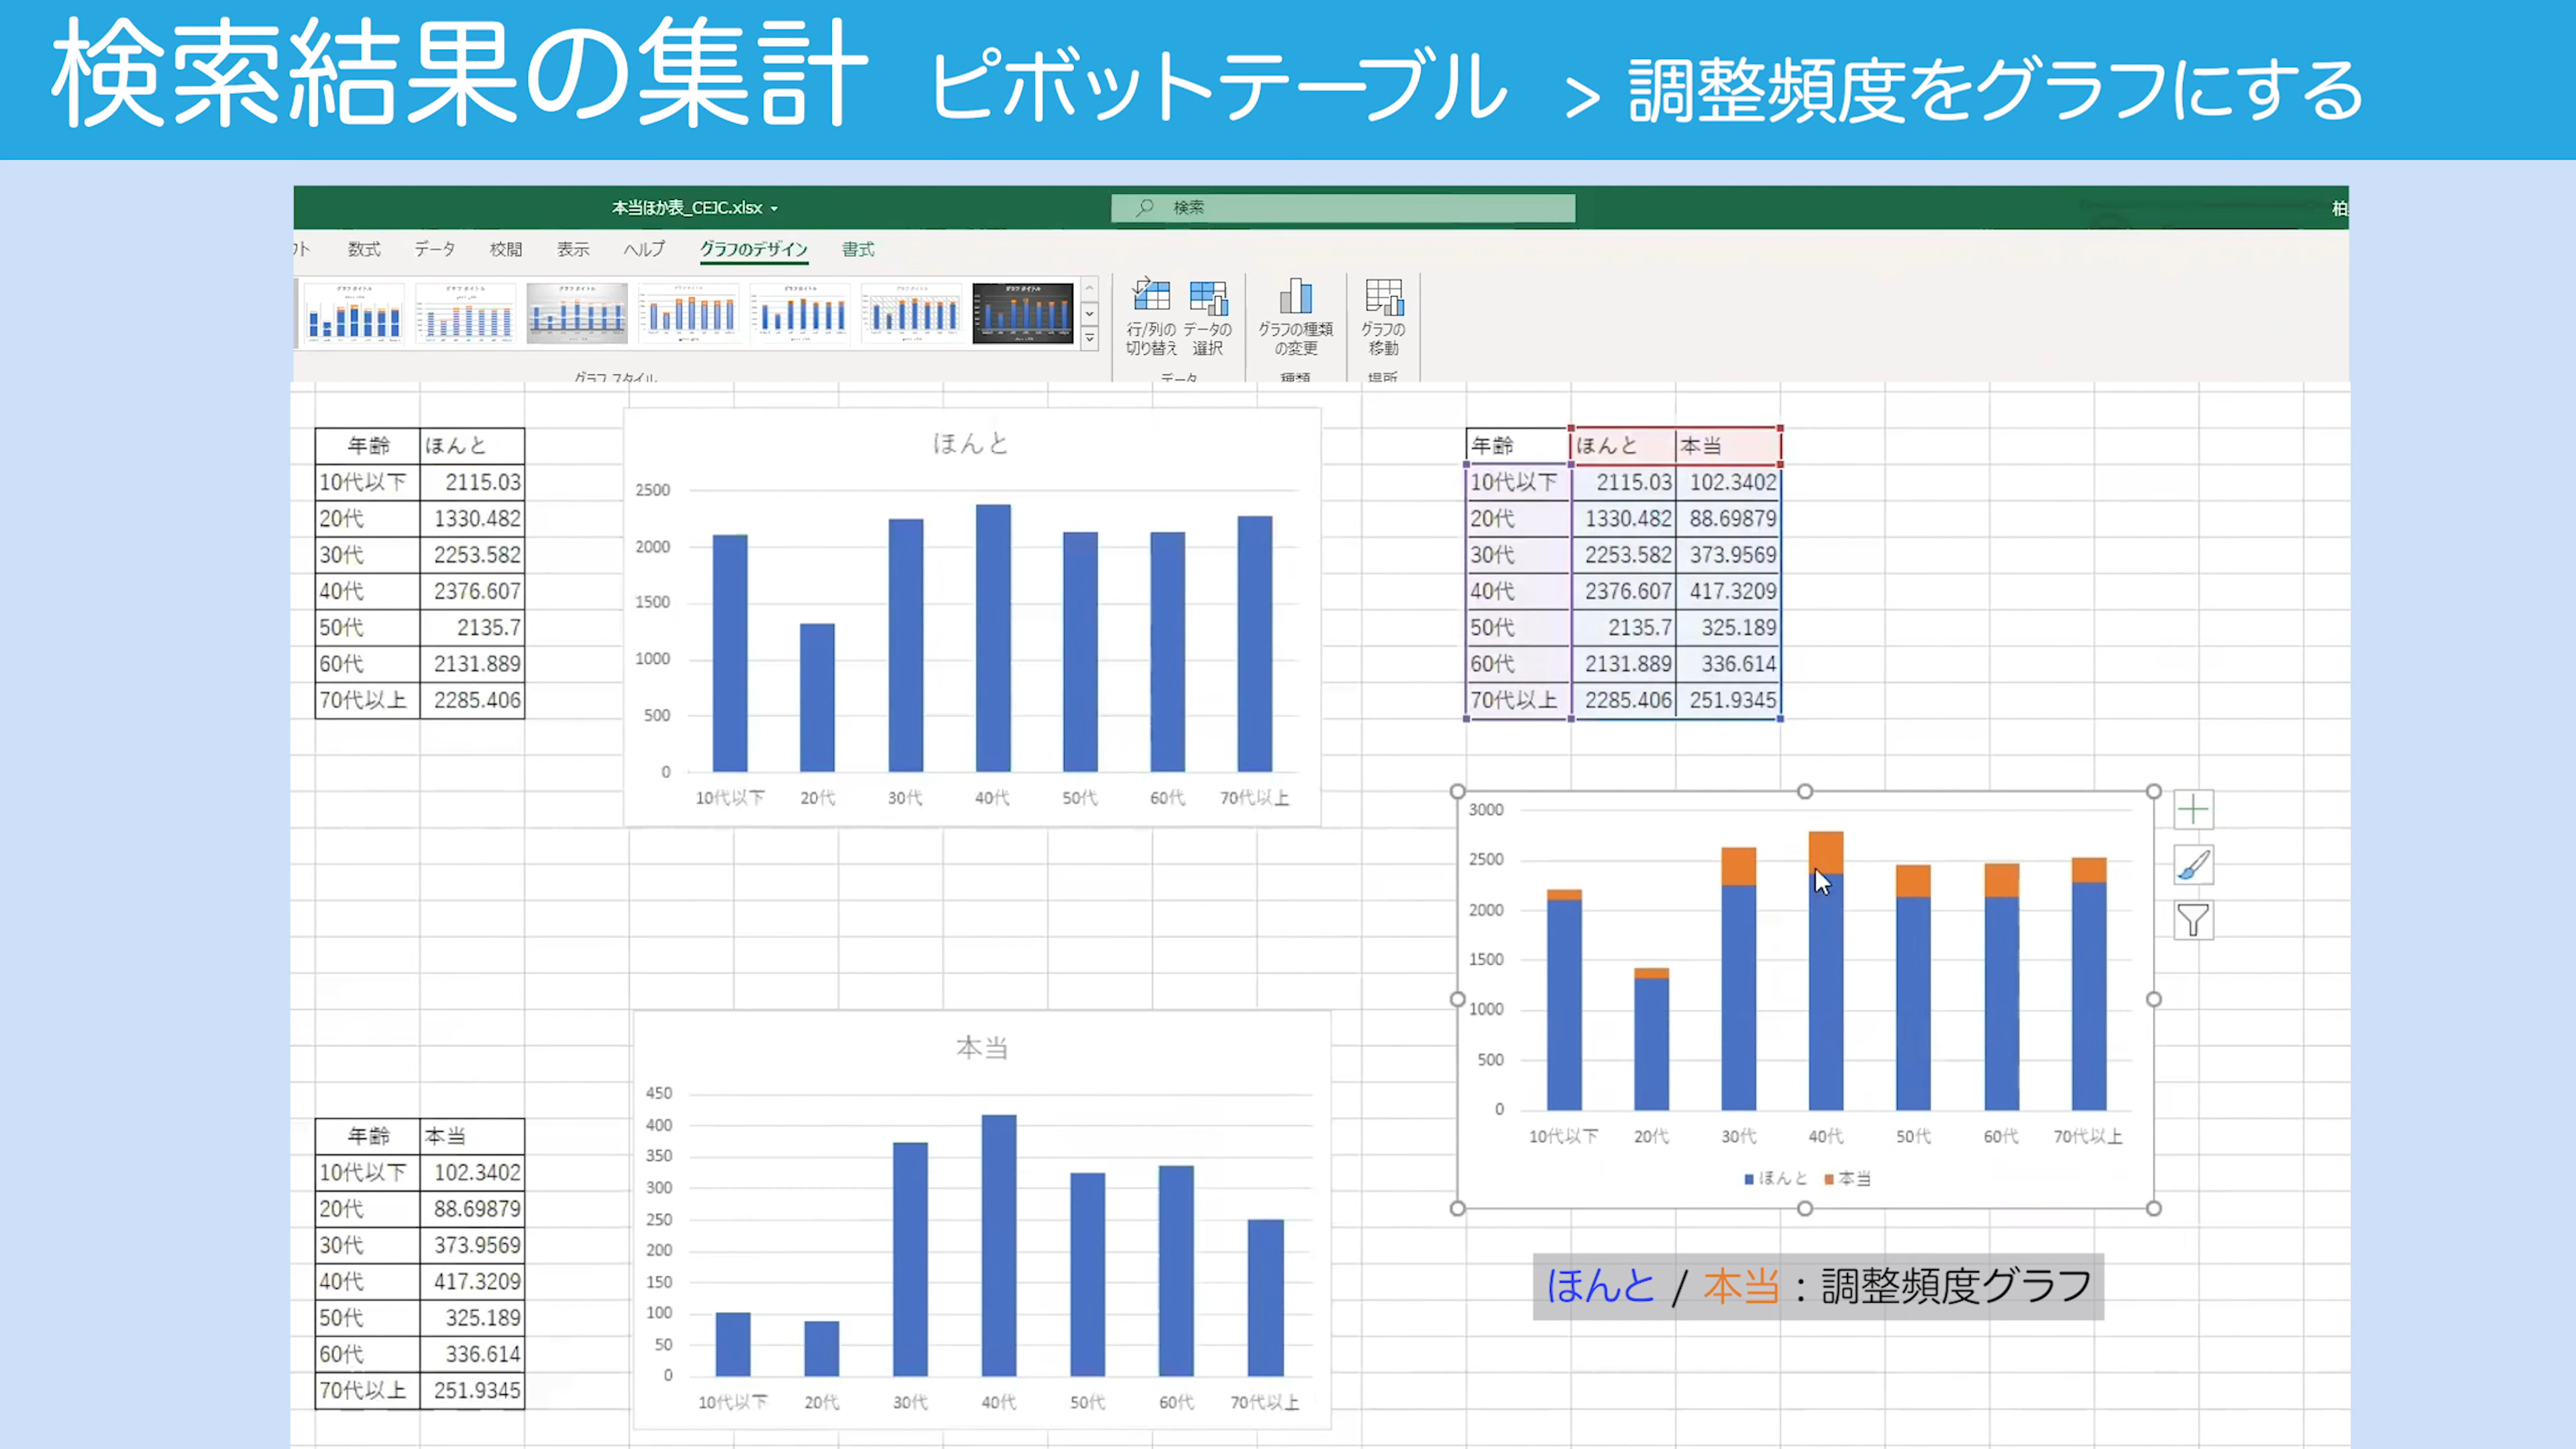 検索結果の集計 ピボットテーブル > 調整頻度をグラフにする
本当ほか表_CEJC.xlsx
検索
数式 データ 校閲 表示 ヘルプ グラフのデザイン 書式
行/列の切り替え
データの選択
グラフの種類の変更
グラフの移動
グラフ スタイル データ 種類 場所
年齢 ほんと
10代以下 2115.03
20代 1330.482
30代 2253.582
40代 2376.607
50代 2135.7
60代 2131.889
70代以上 2285.406
ほんと
2500
2000
1500
1000
500
0
10代以下 20代 30代 40代 50代 60代 70代以上
年齢 ほんと 本当
10代以下 2115.03 102.3402
20代 1330.482 88.69879
30代 2253.582 373.9569
40代 2376.607 417.3209
50代 2135.7 325.189
60代 2131.889 336.614
70代以上 2285.406 251.9345
3000
2500
2000
1500
1000
500
0
10代以下 20代 30代 40代 50代 60代 70代以上
ほんと 本当
ほんと / 本当：調整頻度グラフ
年齢 本当
10代以下 102.3402
20代 88.69879
30代 373.9569
40代 417.3209
50代 325.189
60代 336.614
70代以上 251.9345
本当
450
400
350
300
250
200
150
100
50
0
10代以下 20代 30代 40代 50代 60代 70代以上